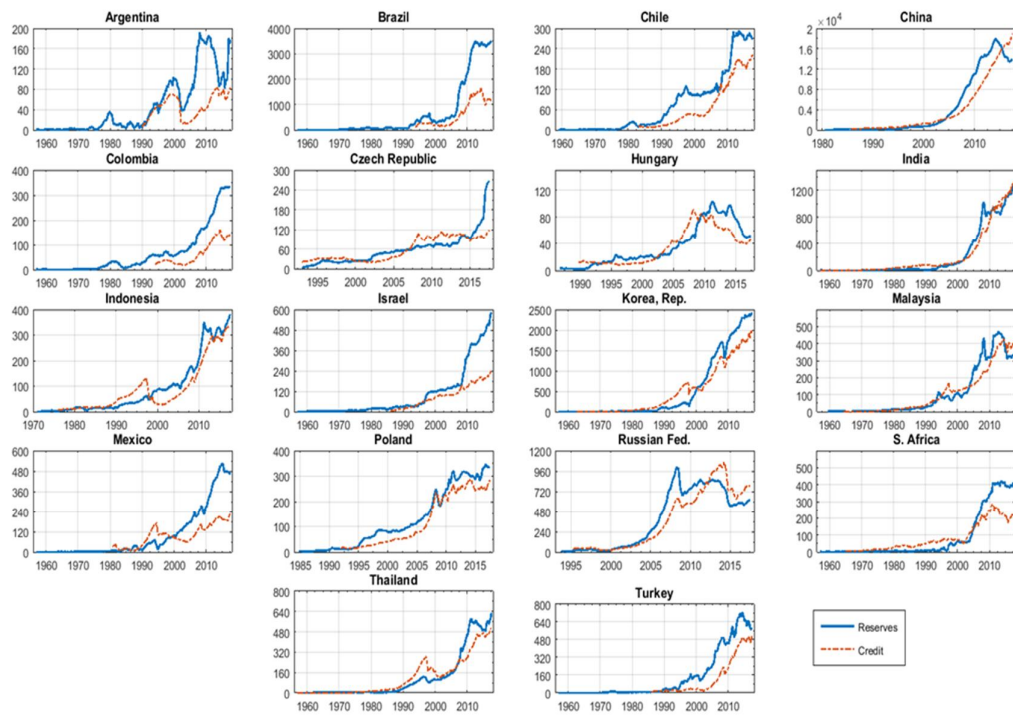 Argentina
200
160
120
80
40
0
1960 1970 1980 1990 2000 2010
Brazil
4000
3000
2000
1000
0
1960 1970 1980 1990 2000 2010
Chile
300
240
180
120
60
0
1960 1970 1980 1990 2000 2010
China
× 10⁴
2
1.6
1.2
0.8
0.4
0
1980 1990 2000 2010
Colombia
400
300
200
100
0
1960 1970 1980 1990 2000 2010
Czech Republic
300
240
180
120
60
0
1995 2000 2005 2010 2015
Hungary
120
80
40
0
1990 1995 2000 2005 2010 2015
India
1200
800
400
0
1960 1970 1980 1990 2000 2010
Indonesia
400
300
200
100
0
1970 1980 1990 2000 2010
Israel
600
480
360
240
120
0
1970 1975 1980 1985 1990 1995 2000 2005 2010 2015
Korea, Rep.
2500
2000
1500
1000
500
0
1960 1970 1980 1990 2000 2010
Malaysia
500
400
300
200
100
0
1960 1970 1980 1990 2000 2010
Mexico
600
480
360
240
120
0
1960 1970 1980 1990 2000 2010
Poland
400
300
200
100
0
1985 1990 1995 2000 2005 2010 2015
Russian Fed.
1200
960
720
480
240
0
1995 2000 2005 2010 2015
S. Africa
500
400
300
200
100
0
1960 1970 1980 1990 2000 2010
Thailand
800
640
480
320
160
0
1960 1970 1980 1990 2000 2010
Turkey
800
640
480
320
160
0
1960 1970 1980 1990 2000 2010
Reserves
Credit